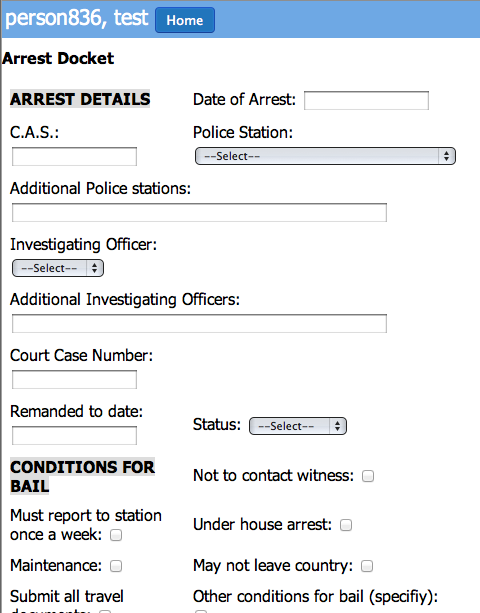 person836, test Home
Arrest Docket
ARREST DETAILS Date of Arrest:
C.A.S.: Police Station:
--Select--
Additional Police stations:
Investigating Officer:
--Select--
Additional Investigating Officers:
Court Case Number:
Remanded to date:
Status: --Select--
CONDITIONS FOR
BAIL
Not to contact witness:
Must report to station
once a week:
Under house arrest:
Maintenance: May not leave country:
Submit all travel
documents:
Other conditions for bail (specifiy):